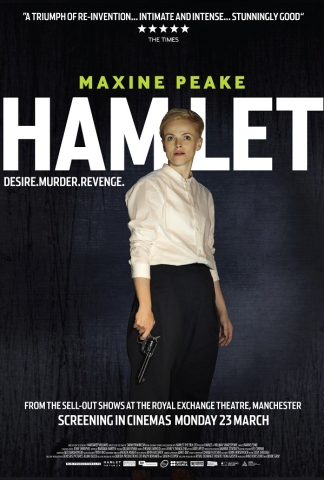 "A TRIUMPH OF RE-INVENTION... INTIMATE AND INTENSE... STUNNINGLY GOOD"
THE TIMES
MAXINE PEAKE
HAMLET
DESIRE.MURDER.REVENGE.
FROM THE SELL-OUT SHOWS AT THE ROYAL EXCHANGE THEATRE, MANCHESTER
SCREENING IN CINEMAS MONDAY 23 MARCH